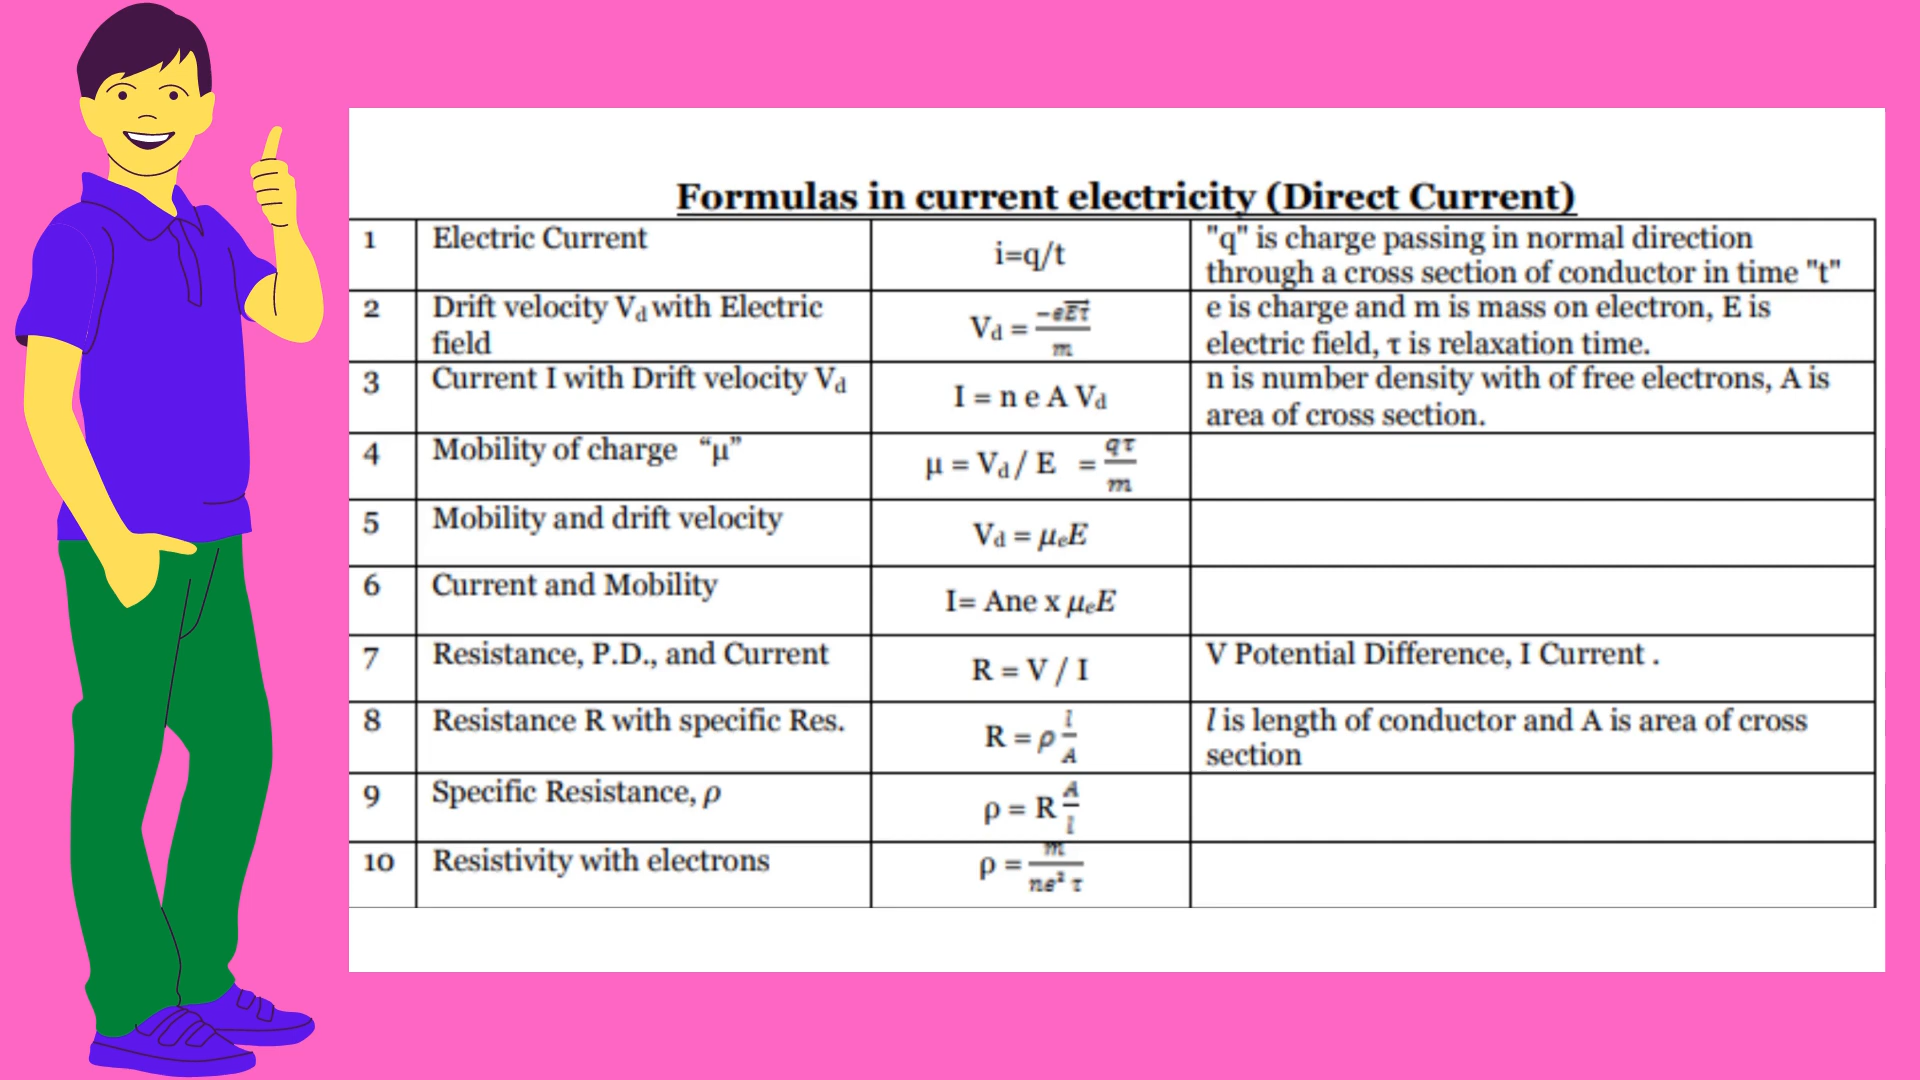 Formulas in current electricity (Direct Current)
1 Electric Current i=q/t "q" is charge passing in normal direction
through a cross section of conductor in time "t"
2 Drift velocity Vd with Electric
field Vd = −eE⃗τ/m e is charge and m is mass on electron, E is
electric field, τ is relaxation time.
3 Current I with Drift velocity Vd I = n e A Vd n is number density with of free electrons, A is
area of cross section.
4 Mobility of charge “μ” μ = Vd / E = qτ/m
5 Mobility and drift velocity Vd = μeE
6 Current and Mobility I= Ane x μeE
7 Resistance, P.D., and Current R = V / I V Potential Difference, I Current .
8 Resistance R with specific Res. R = ρ l/A l is length of conductor and A is area of cross
section
9 Specific Resistance, ρ ρ = R A/l
10 Resistivity with electrons ρ = m/ne² τ